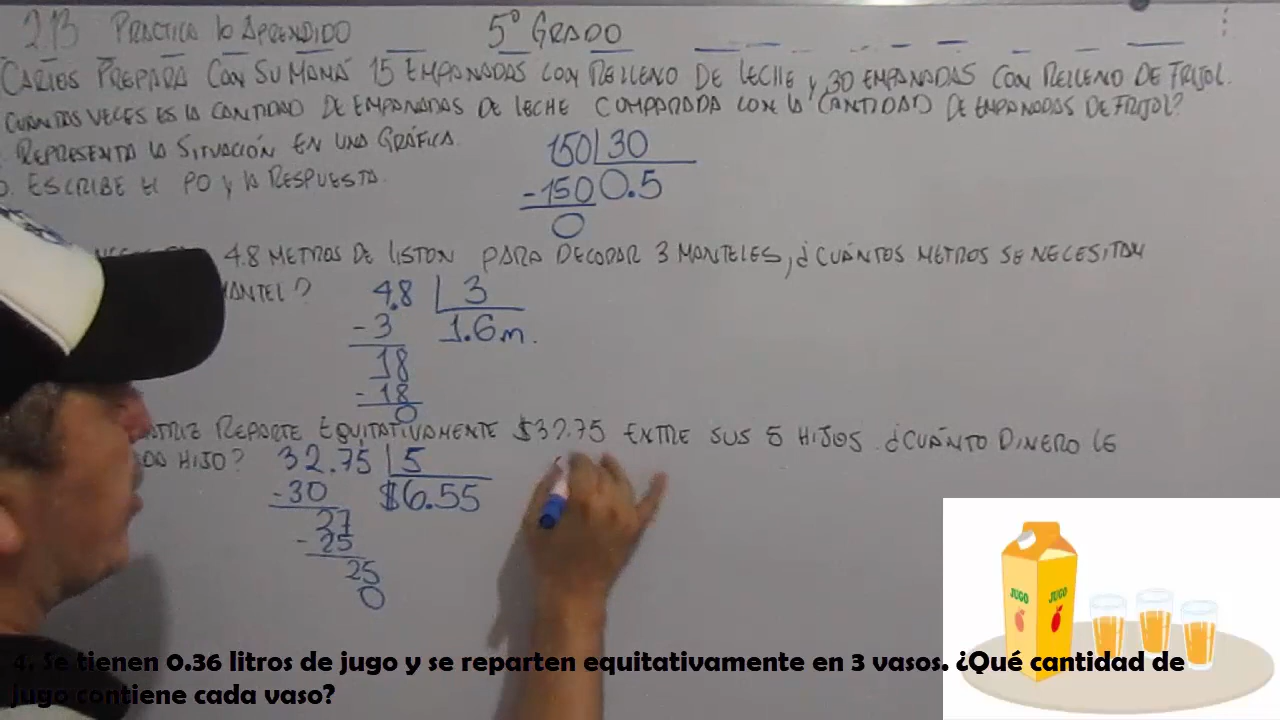 2.13 PRACTICA lo APRENDIDO 5° GRADO
CARlOS PREPARA CON SU MAMÁ 15 EMPANADAS CON RELLENO DE lECHE y 30 EMPANADAS CON RELLENO DE FRIJOl.
CUÁNTAS VECES ES lA CANTIDAD DE EMPANADAS DE lECHE COMPARADA CON lA CANTIDAD DE EMPANADAS DE FRIJOL?
REPRESENTA lA SITUACIÓN EN UNA GRÁFICA.
b. ESCRIBE El PO y lA RESPUESTA.
150 30
-150 0.5
0
4.8 METROS DE lISTÓN PARA DECORAR 3 MANTELES, ¿CUÁNTOS METROS SE NECESITAN
MANTEL?
4.8 3
-3 1.6m.
18
-18
0
REPARTE EQUITATIVAMENTE $32.75 ENTRE SUS 5 HIJOS. ¿CUÁNTO DINERO lE
HIJO?
32.75 5
-30 $6.55
27
-25
25
0
JUGO JUGO
4. Se tienen 0.36 litros de jugo y se reparten equitativamente en 3 vasos. ¿Qué cantidad de
jugo contiene cada vaso?